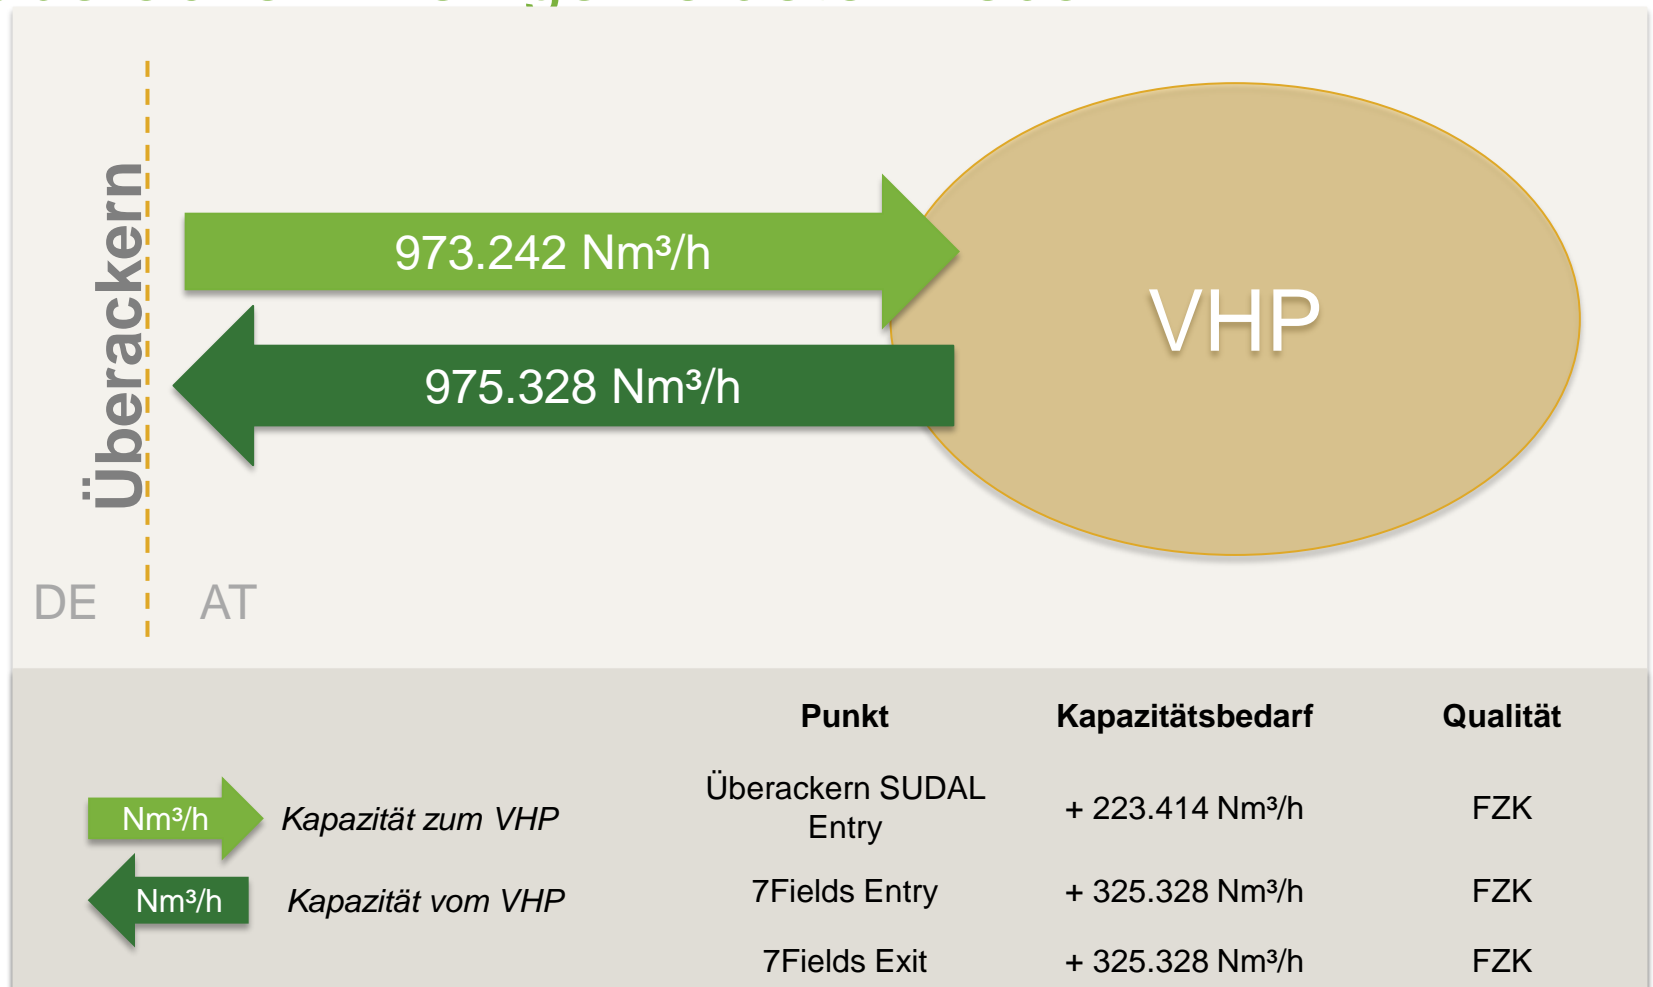 973.242 Nm³/h
975.328 Nm³/h
VHP
Überackern
DE
AT
Punkt Kapazitätsbedarf Qualität
Überackern SUDAL
Entry
+ 223.414 Nm³/h FZK
Nm³/h Kapazität zum VHP
7Fields Entry + 325.328 Nm³/h FZK
Nm³/h Kapazität vom VHP
7Fields Exit + 325.328 Nm³/h FZK